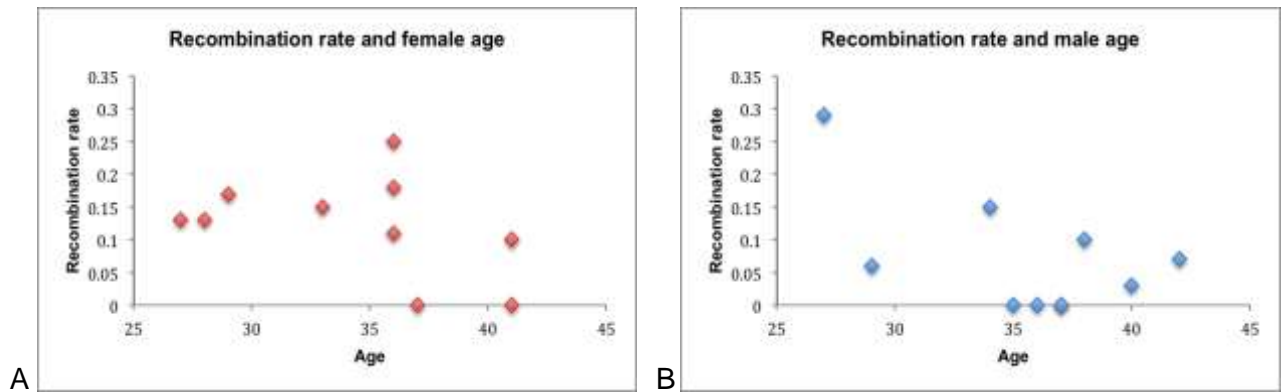 A
Recombination rate and female age
Recombination rate
0.35
0.3
0.25
0.2
0.15
0.1
0.05
0
25 30 35 40 45
Age
B
Recombination rate and male age
Recombination rate
0.35
0.3
0.25
0.2
0.15
0.1
0.05
0
25 30 35 40 45
Age